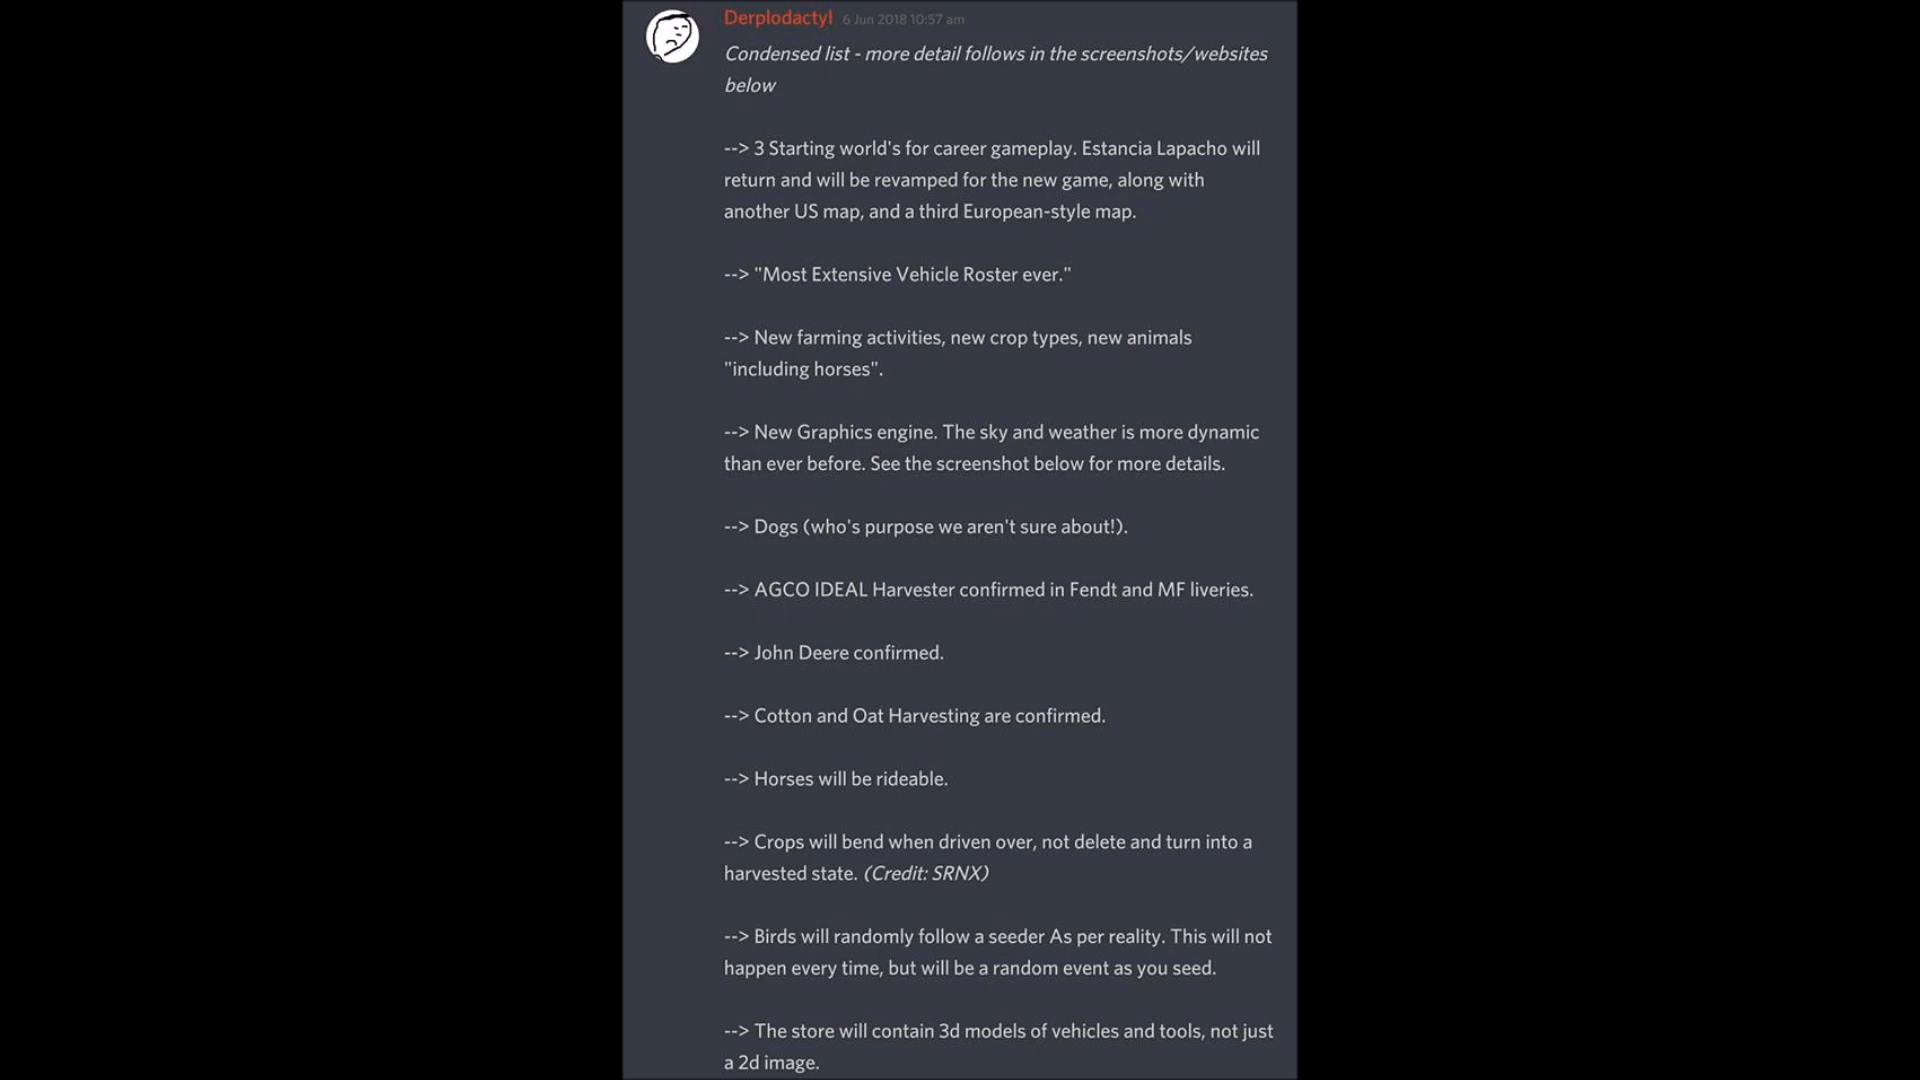 Derplodactyl 6 Jun 2018 10:57 am
Condensed list - more detail follows in the screenshots/websites
below
--> 3 Starting world's for career gameplay. Estancia Lapacho will
return and will be revamped for the new game, along with
another US map, and a third European-style map.
--> "Most Extensive Vehicle Roster ever."
--> New farming activities, new crop types, new animals
"including horses".
--> New Graphics engine. The sky and weather is more dynamic
than ever before. See the screenshot below for more details.
--> Dogs (who's purpose we aren't sure about!).
--> AGCO IDEAL Harvester confirmed in Fendt and MF liveries.
--> John Deere confirmed.
--> Cotton and Oat Harvesting are confirmed.
--> Horses will be rideable.
--> Crops will bend when driven over, not delete and turn into a
harvested state. (Credit: SRNX)
--> Birds will randomly follow a seeder As per reality. This will not
happen every time, but will be a random event as you seed.
--> The store will contain 3d models of vehicles and tools, not just
a 2d image.